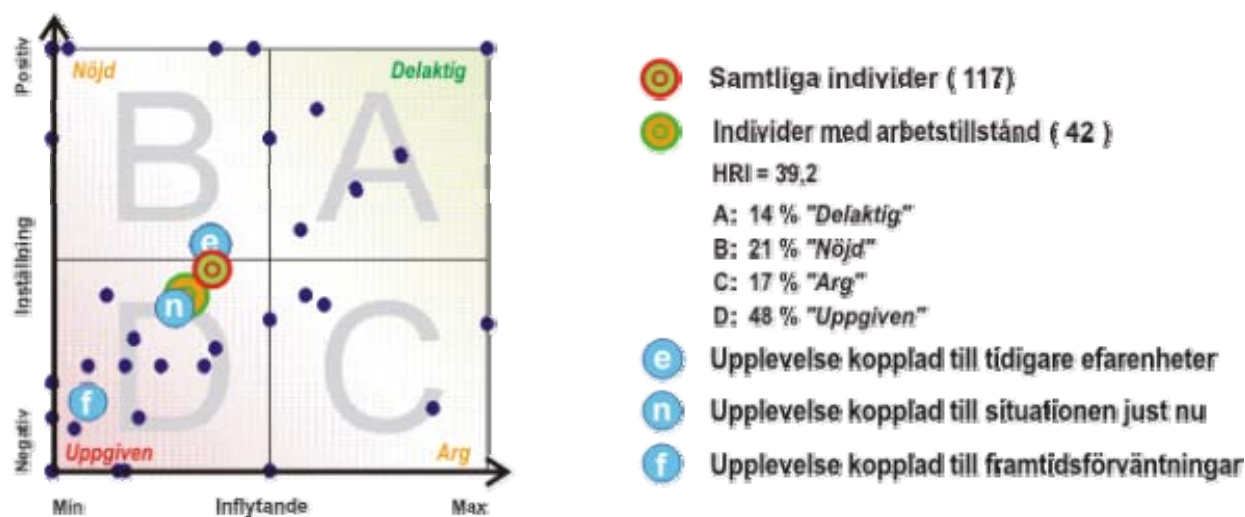 Positiv
Inställning
Negativ
Nöjd
Delaktig
B
A
e
n
D
C
f
Uppgiven
Arg
Min
Inflytande
Max
Samtliga individer ( 117)
Individer med arbetstillstånd ( 42 )
HRI = 39,2
A: 14 % "Delaktig"
B: 21 % "Nöjd"
C: 17 % "Arg"
D: 48 % "Uppgiven"
e Upplevelse kopplad till tidigare efarenheter
n Upplevelse kopplad till situationen just nu
f Upplevelse kopplad till framtidsförväntningar